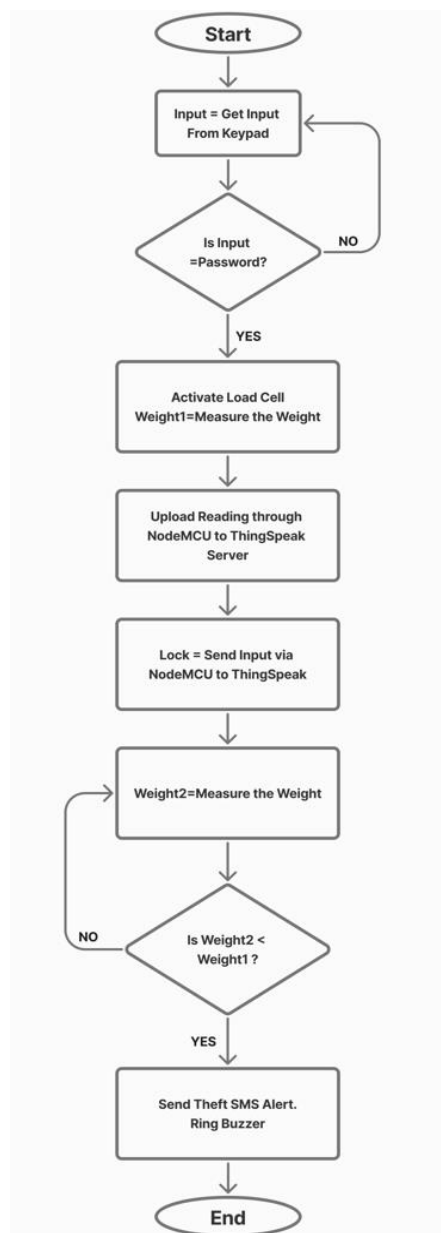 Start
Input = Get Input
From Keypad
Is Input
=Password?
NO
YES
Activate Load Cell
Weight1=Measure the Weight
Upload Reading through
NodeMCU to ThingSpeak
Server
Lock = Send Input via
NodeMCU to ThingSpeak
Weight2=Measure the Weight
Is Weight2 <
Weight1 ?
NO
YES
Send Theft SMS Alert.
Ring Buzzer
End